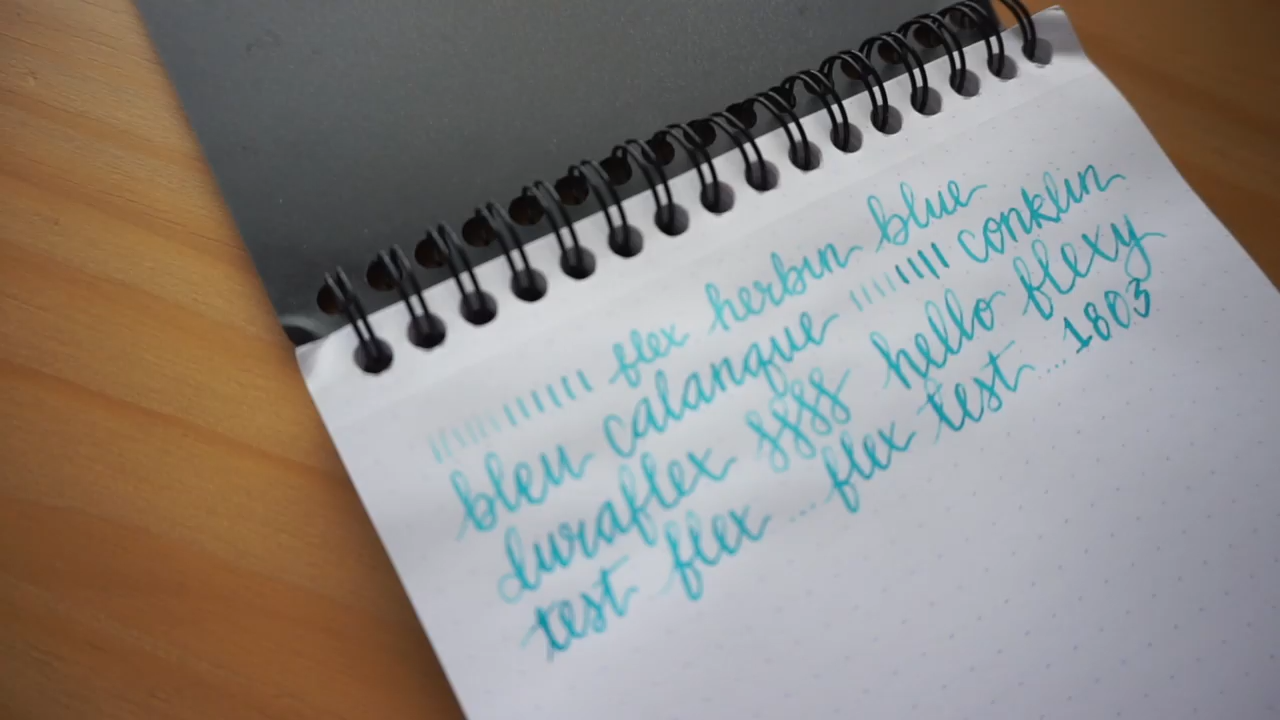 flex herbin blue
bleu calanque conklin
duraflex ssss hello flexy
test flex ... flex test ... 1803